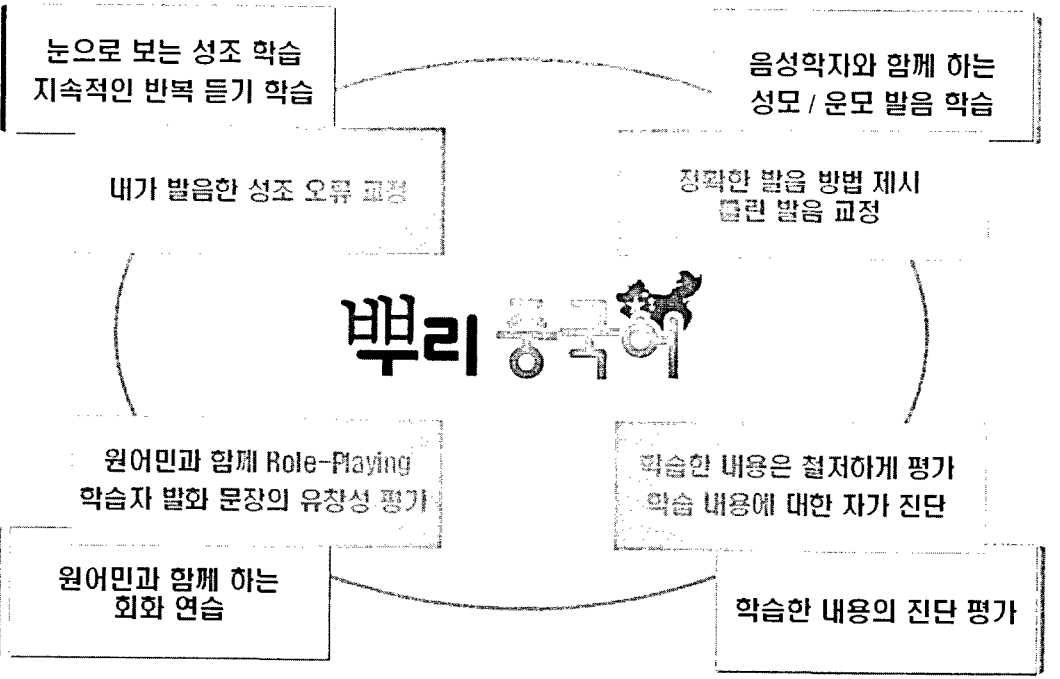 눈으로 보는 성조 학습
지속적인 반복 듣기 학습
내가 발음한 성조 오류 교정
음성학자와 함께 하는
성모 / 운모 발음 학습
정확한 발음 방법 제시
틀린 발음 교정
뿌리 중국어
원어민과 함께 Role-Playing
학습자 발화 문장의 유창성 평가
원어민과 함께 하는
회화 연습
학습한 내용은 철저하게 평가
학습 내용에 대한 자가 진단
학습한 내용의 진단 평가